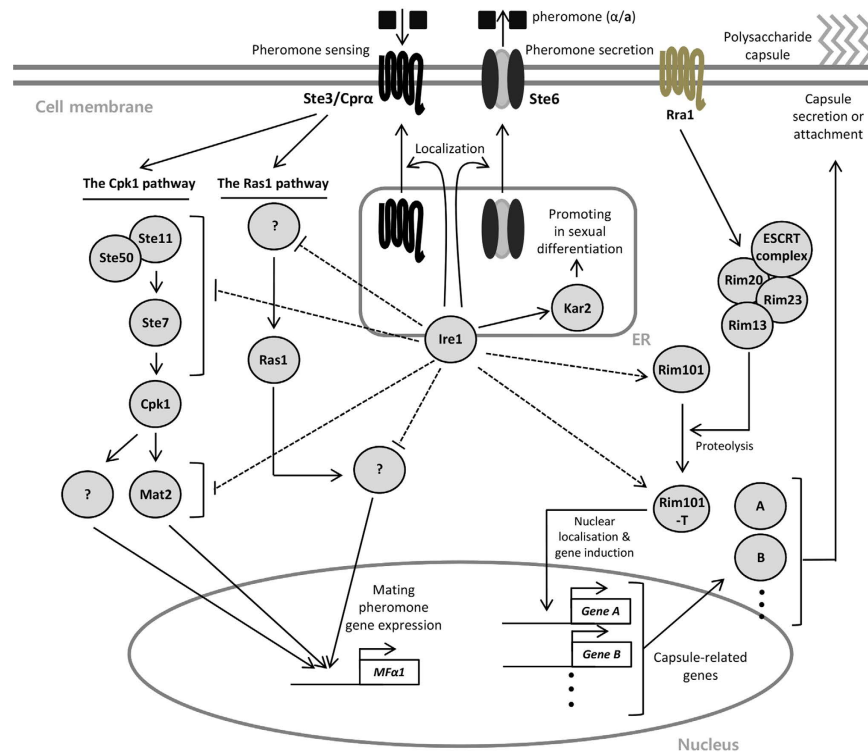 pheromone (α/a)
Pheromone sensing
Pheromone secretion
Polysaccharide
capsule
Cell membrane
Ste3/Cprα
Ste6
Rra1
Capsule
secretion or
attachment
Localization
The Cpk1 pathway
The Ras1 pathway
?
Ste11
Ste50
Promoting
in sexual
differentiation
ESCRT
complex
Rim20
Rim23
Rim13
Ste7
Kar2
Ire1
ER
Ras1
Rim101
Cpk1
Proteolysis
?
Mat2
?
Rim101
-T
A
Nuclear
localisation &
gene induction
B
Mating
pheromone
gene expression
Gene A
Gene B
MFα1
Capsule-related
genes
Nucleus